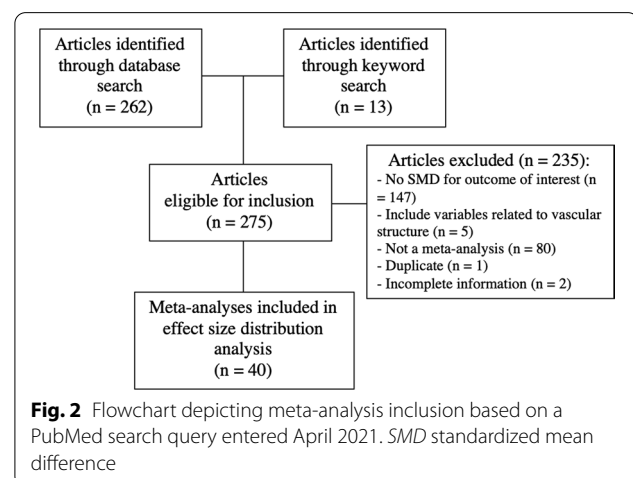 Articles identified
through database
search
(n = 262)
Articles identified
through keyword
search
(n = 13)
Articles
eligible for inclusion
(n = 275)
Articles excluded (n = 235):
- No SMD for outcome of interest (n
= 147)
- Include variables related to vascular
structure (n = 5)
- Not a meta-analysis (n = 80)
- Duplicate (n = 1)
- Incomplete information (n = 2)
Meta-analyses included in
effect size distribution
analysis
(n = 40)
Fig. 2 Flowchart depicting meta-analysis inclusion based on a
PubMed search query entered April 2021. SMD standardized mean
difference